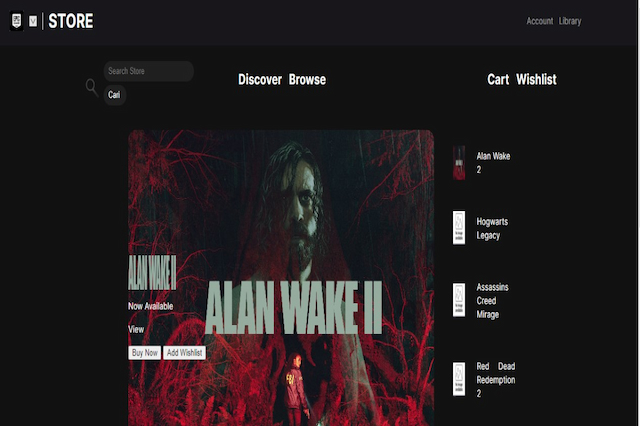 STORE
Account Library
Search Store
Cari
Discover Browse
Cart Wishlist
Alan Wake
2
Hogwarts
Legacy
Assassins
Creed
Mirage
Red Dead
Redemption
2
ALAN WAKE II
Now Available
View
Buy Now Add Wishlist
ALAN WAKE II